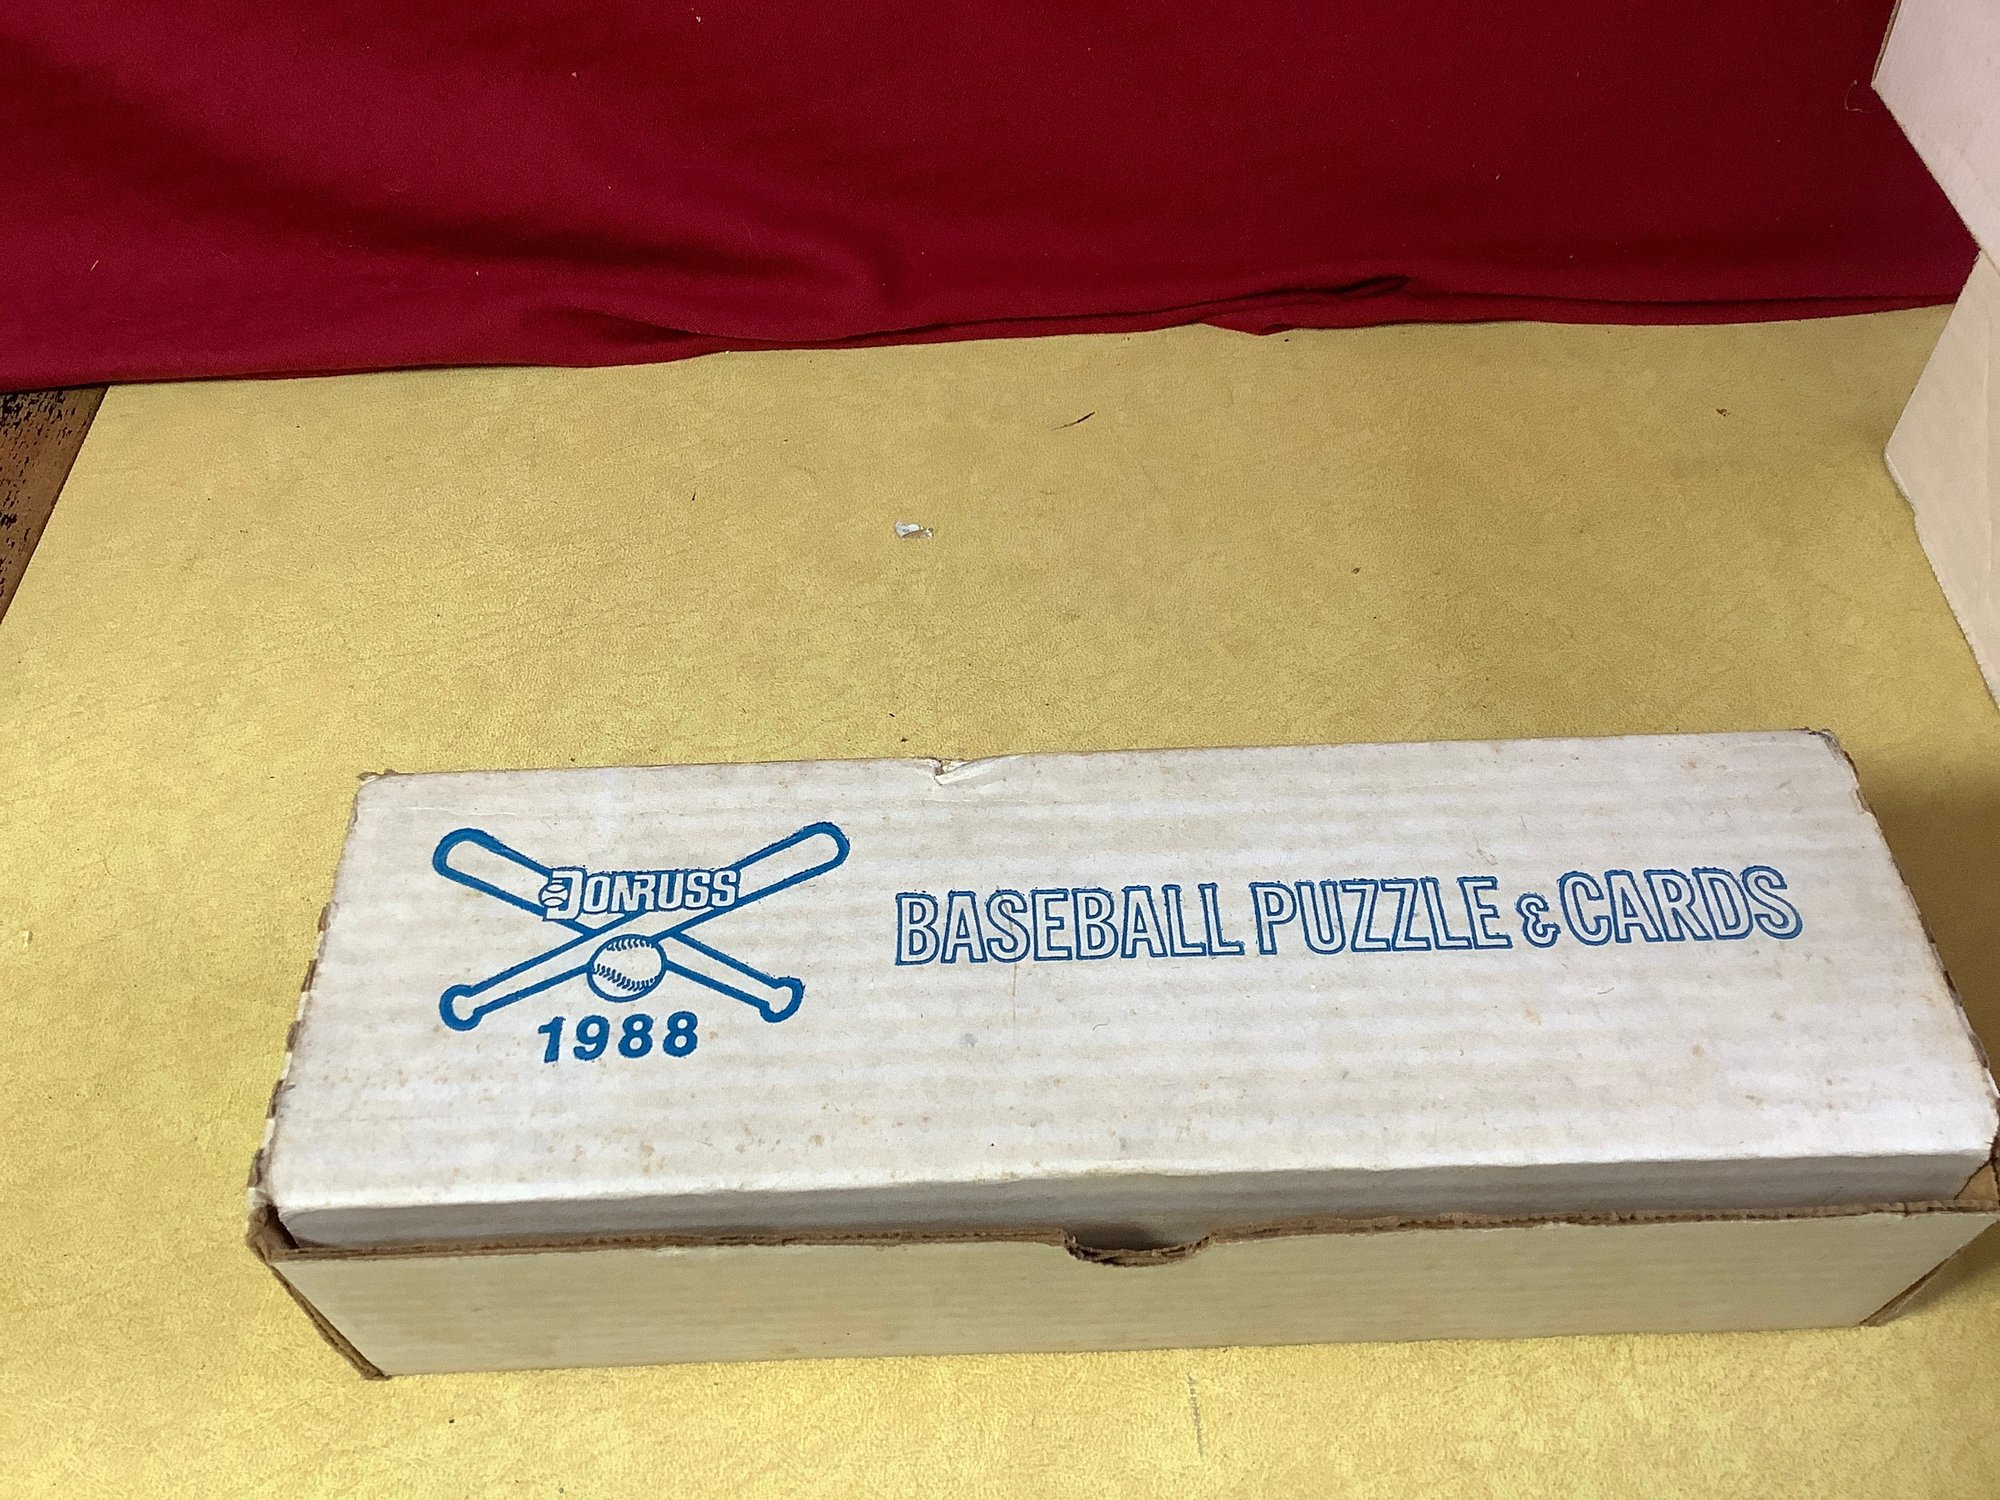 DONRUSS
1988
BASEBALL PUZZLE & CARDS